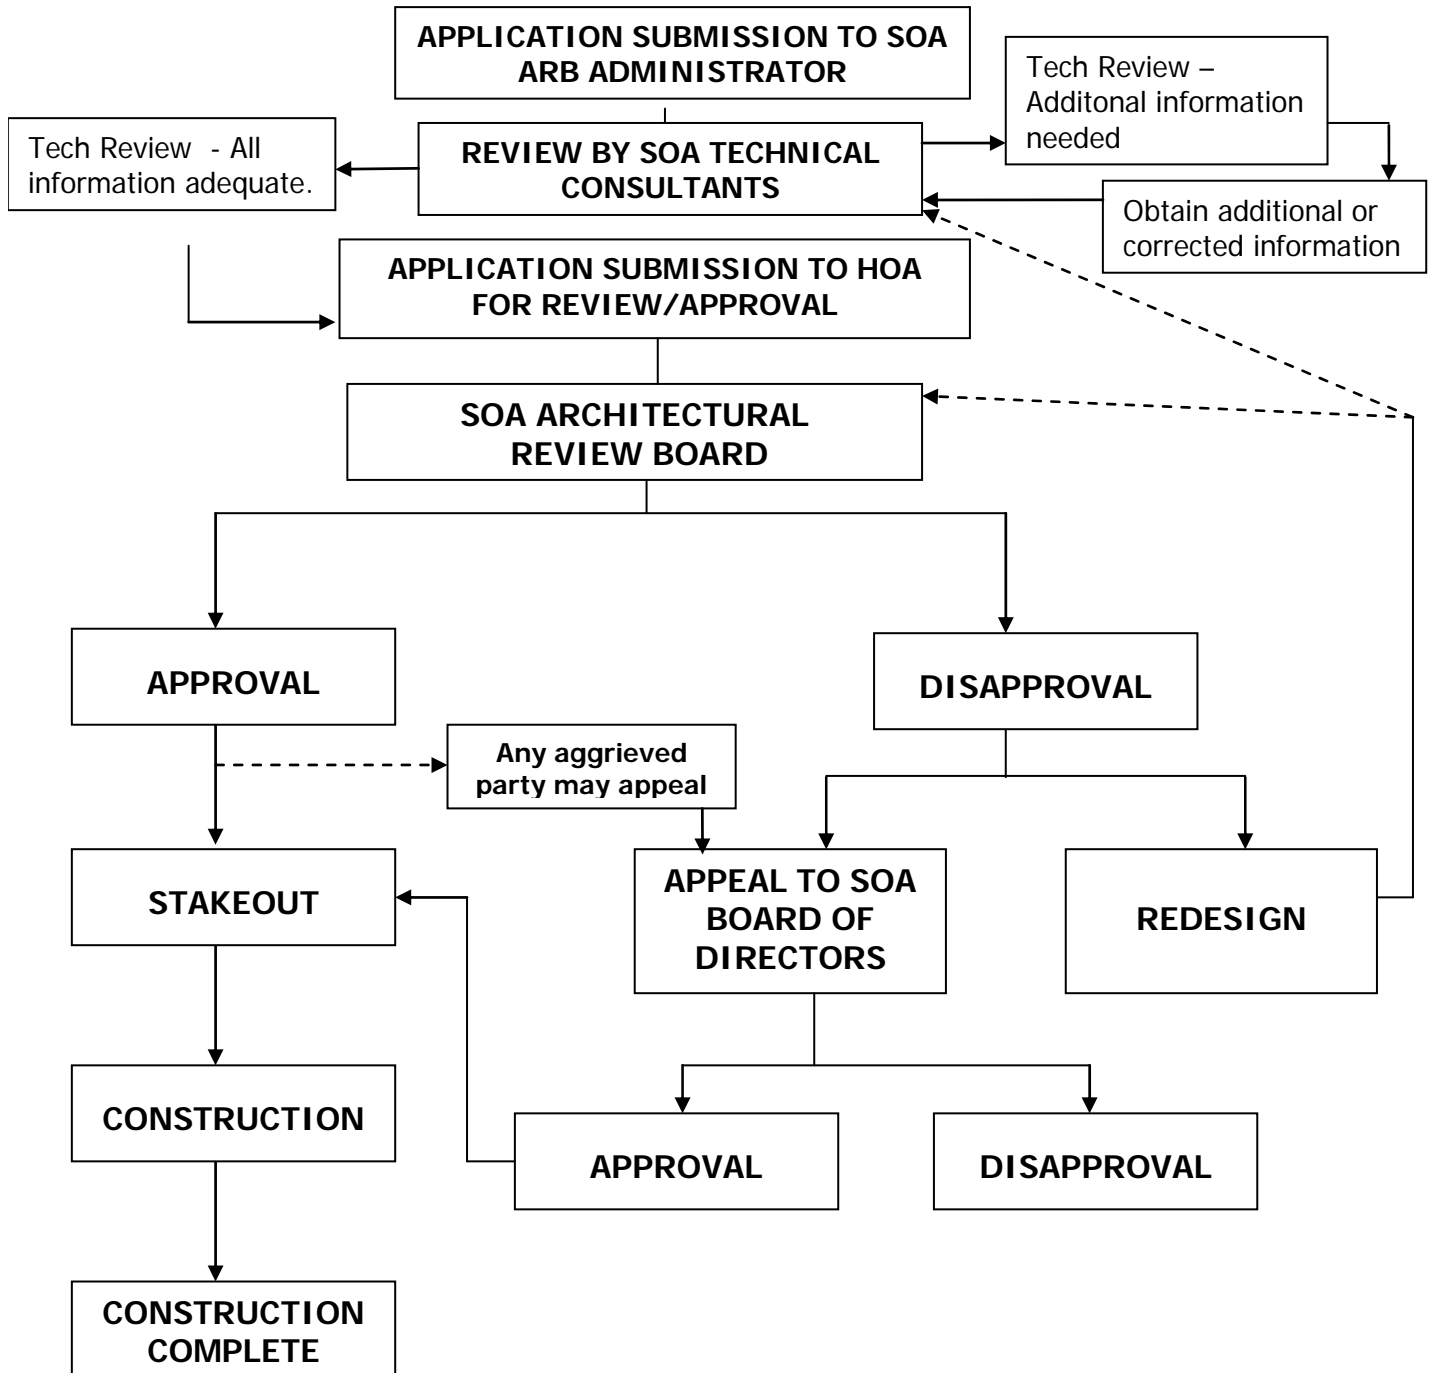 APPLICATION SUBMISSION TO SOA
ARB ADMINISTRATOR
Tech Review –
Additonal information
needed
Tech Review - All
information adequate.
REVIEW BY SOA TECHNICAL
CONSULTANTS
Obtain additional or
corrected information
APPLICATION SUBMISSION TO HOA
FOR REVIEW/APPROVAL
SOA ARCHITECTURAL
REVIEW BOARD
APPROVAL
DISAPPROVAL
Any aggrieved
party may appeal
STAKEOUT
APPEAL TO SOA
BOARD OF
DIRECTORS
REDESIGN
CONSTRUCTION
APPROVAL
DISAPPROVAL
CONSTRUCTION
COMPLETE